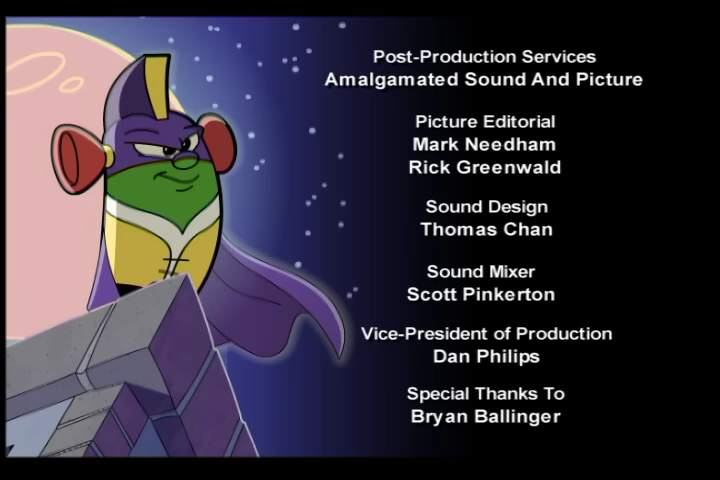 Post-Production Services
Amalgamated Sound And Picture
Picture Editorial
Mark Needham
Rick Greenwald
Sound Design
Thomas Chan
Sound Mixer
Scott Pinkerton
Vice-President of Production
Dan Philips
Special Thanks To
Bryan Ballinger